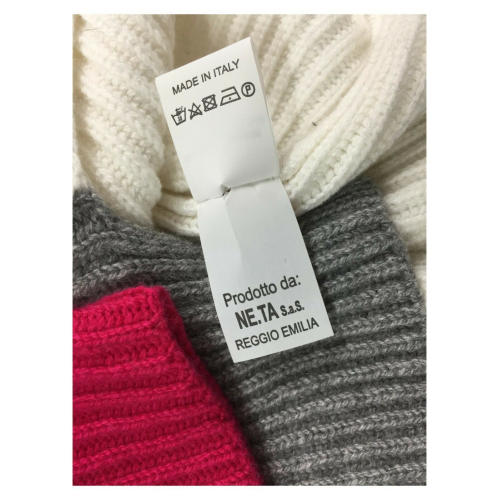 MADE IN ITALY
P
Prodotto da:
NE.TA S.a.S.
REGGIO EMILIA